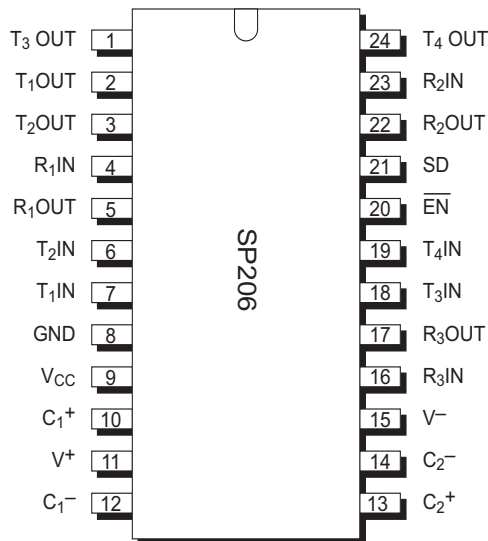 T3 OUT 1 24 T4 OUT
T1OUT 2 23 R2IN
T2OUT 3 22 R2OUT
R1IN 4 21 SD
R1OUT 5 20 E̅N̅
T2IN 6 19 T4IN
T1IN 7 18 T3IN
GND 8 17 R3OUT
VCC 9 16 R3IN
C1+ 10 15 V–
V+ 11 14 C2–
C1– 12 13 C2+
SP206